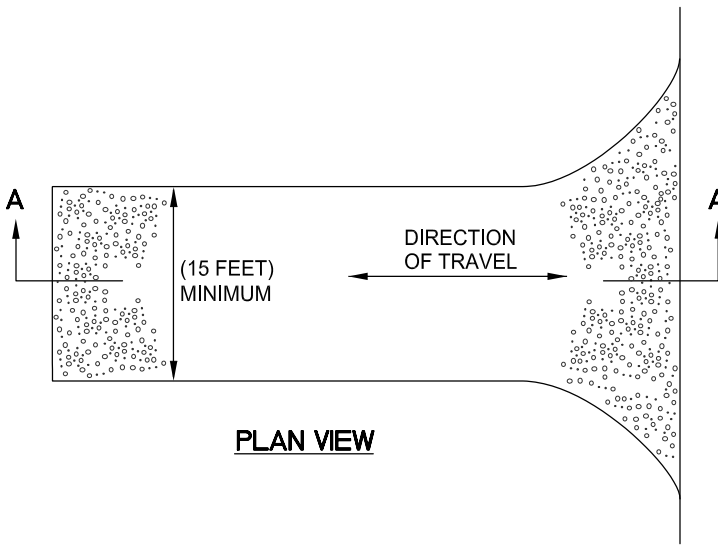 A
A
DIRECTION
OF TRAVEL
(15 FEET)
MINIMUM
PLAN VIEW